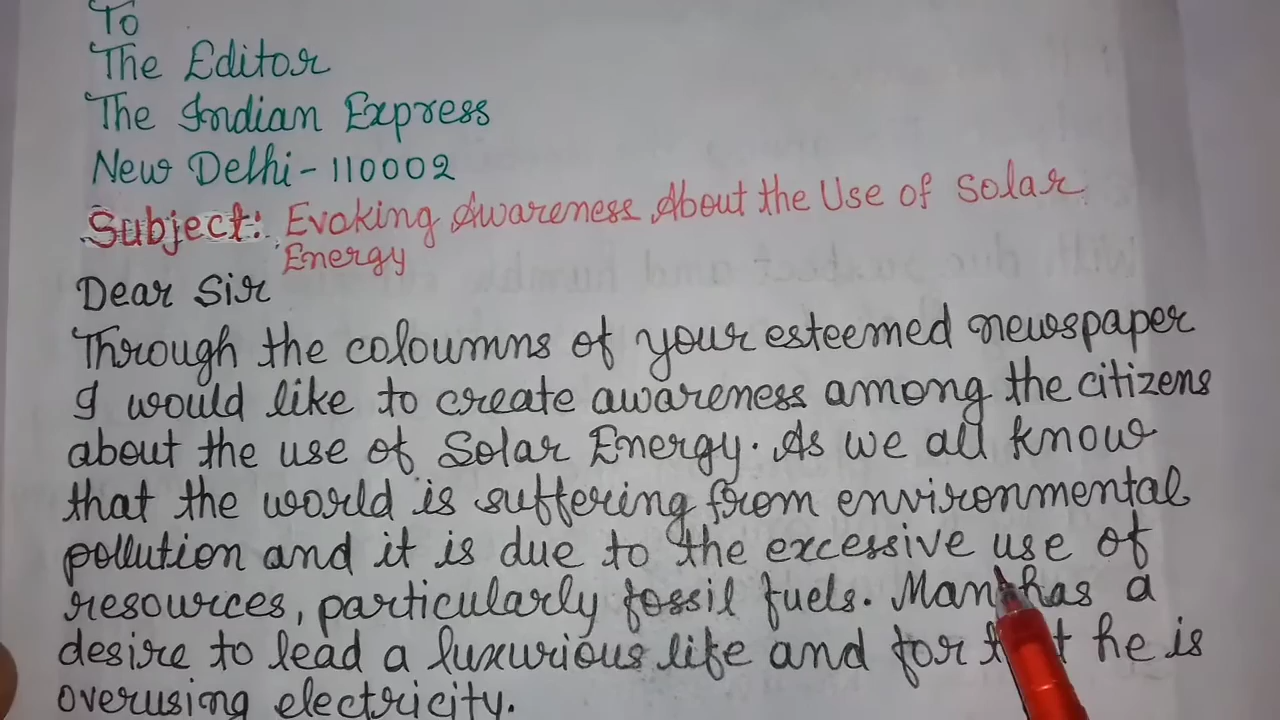 To
The Editor
The Indian Express
New Delhi - 110002
Subject: Evoking Awareness About the Use of Solar
Energy
Dear Sir
Through the coloumns of your esteemed newspaper
I would like to create awareness among the citizens
about the use of Solar Energy. As we all know
that the world is suffering from environmental
pollution and it is due to the excessive use of
resources, particularly fossil fuels. Man has a
desire to lead a luxurious life and for that he is
overusing electricity.